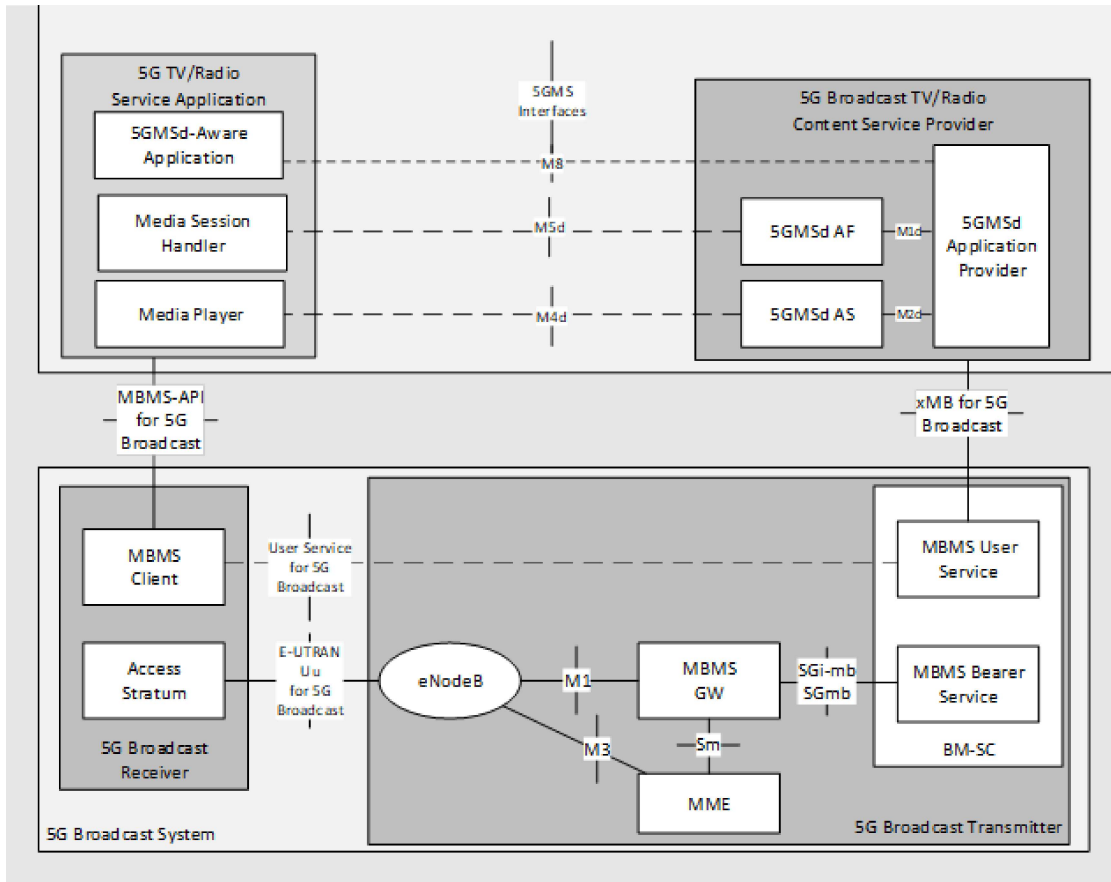 5G TV/Radio
Service Application
5GMSd-Aware
Application
Media Session
Handler
Media Player
5GMS
Interfaces
M8
M5d
M4d
5G Broadcast TV/Radio
Content Service Provider
5GMSd AF
M1d
5GMSd AS
M2d
5GMSd
Application
Provider
MBMS-API
for 5G
Broadcast
xMB for 5G
Broadcast
MBMS
Client
Access
Stratum
5G Broadcast
Receiver
5G Broadcast System
User Service
for 5G
Broadcast
E-UTRAN
Uu
for 5G
Broadcast
eNodeB
M1
M3
MBMS
GW
Sm
MME
SGi-mb
SGmb
MBMS User
Service
MBMS Bearer
Service
BM-SC
5G Broadcast Transmitter